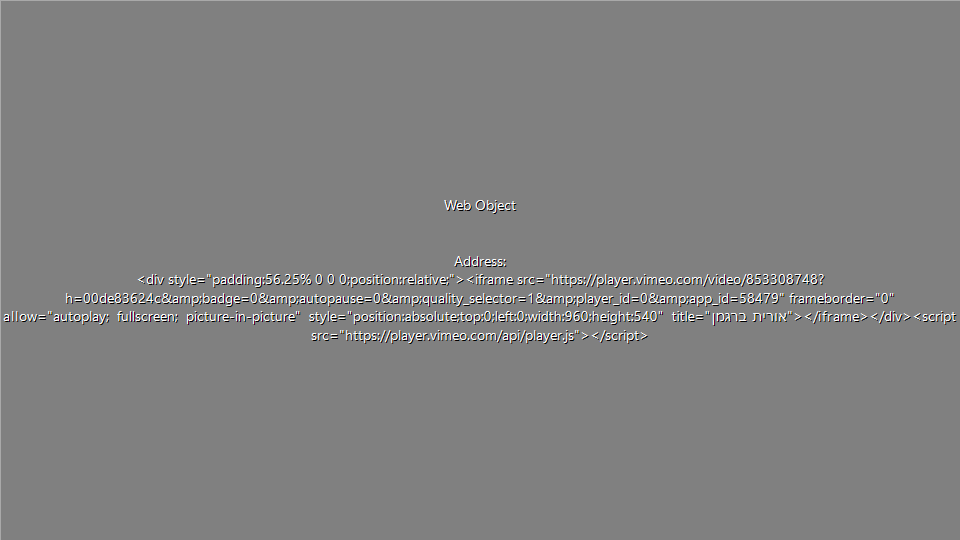 Web Object
Address:
<div style="padding:56.25% 0 0 0;position:relative;"><iframe src="https://player.vimeo.com/video/853308748?
h=00de83624c&amp;badge=0&amp;autopause=0&amp;quality_selector=1&amp;player_id=0&amp;app_id=58479" frameborder="0"
allow="autoplay; fullscreen; picture-in-picture" style="position:absolute;top:0;left:0;width:960;height:540" title="אורית ברגמן"></iframe></div><script
src="https://player.vimeo.com/api/player.js"></script>